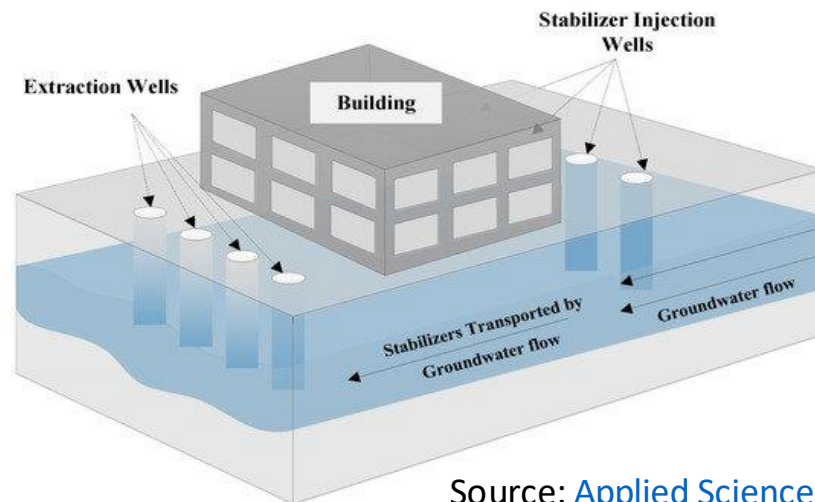 Stabilizer Injection
Wells
Extraction Wells
Building
Stabilizers Transported by
Groundwater flow
Groundwater flow
Source: Applied Science